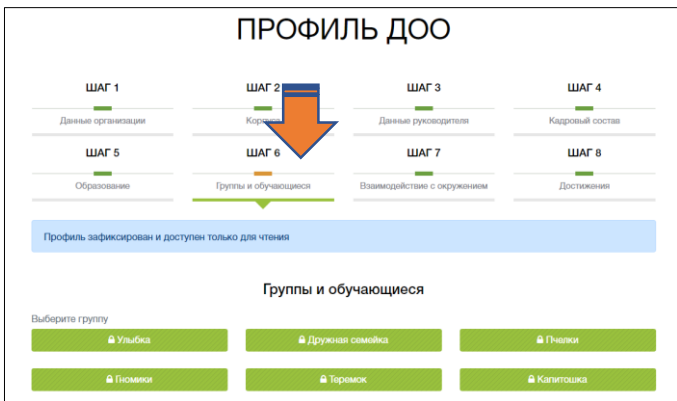 ПРОФИЛЬ ДОО
ШАГ 1 ШАГ 2 ШАГ 3 ШАГ 4
Данные организации Корпуса Данные руководителя Кадровый состав
ШАГ 5 ШАГ 6 ШАГ 7 ШАГ 8
Образование Группы и обучающиеся Взаимодействие с окружением Достижения
Профиль зафиксирован и доступен только для чтения
Группы и обучающиеся
Выберите группу
Улыбка Дружная семейка Пчелки
Гномики Теремок Капитошка